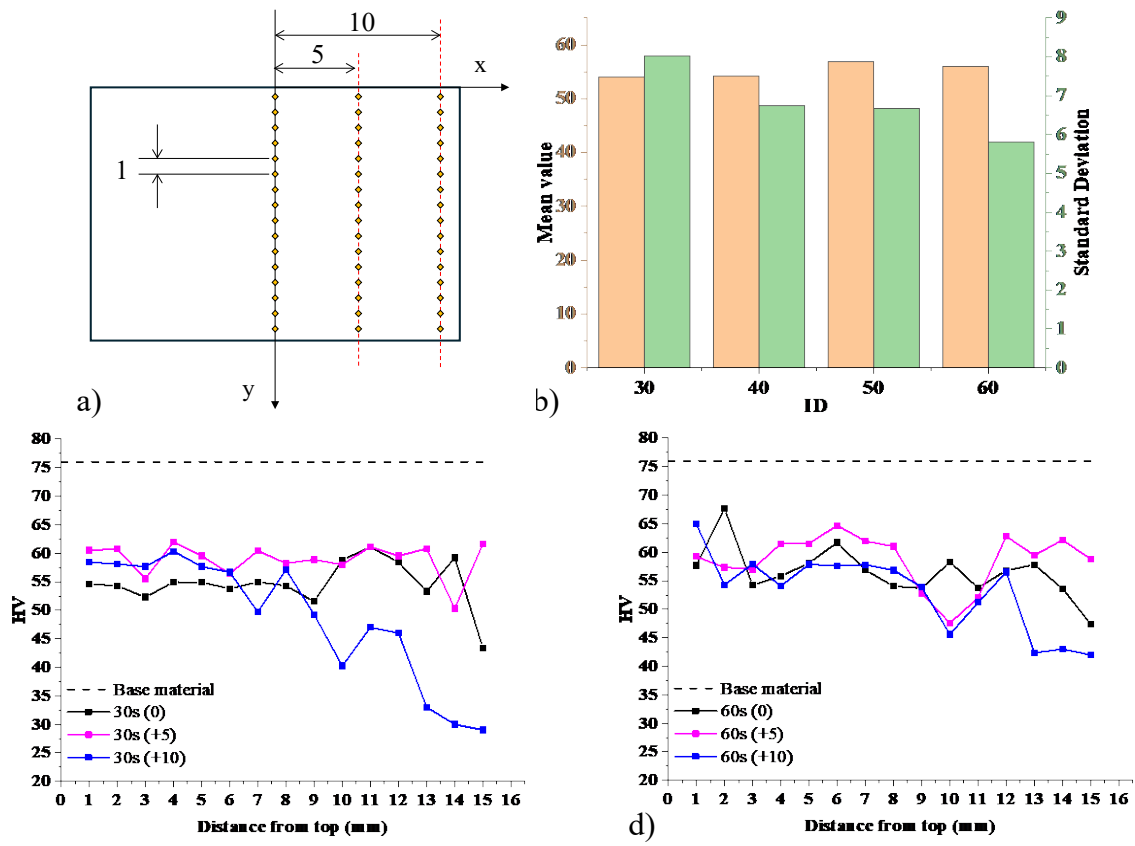 10
5
x
1
y
a)
Mean value
60
50
40
30
20
10
0
9
8
7
6
5
4
3
2
1
0
Standard Deviation
30 40 50 60
ID
b)
HV
80
75
70
65
60
55
50
45
40
35
30
25
20
Base material
30s (0)
30s (+5)
30s (+10)
0 1 2 3 4 5 6 7 8 9 10 11 12 13 14 15 16
Distance from top (mm)
HV
80
75
70
65
60
55
50
45
40
35
30
25
20
Base material
60s (0)
60s (+5)
60s (+10)
0 1 2 3 4 5 6 7 8 9 10 11 12 13 14 15 16
Distance from top (mm)
d)